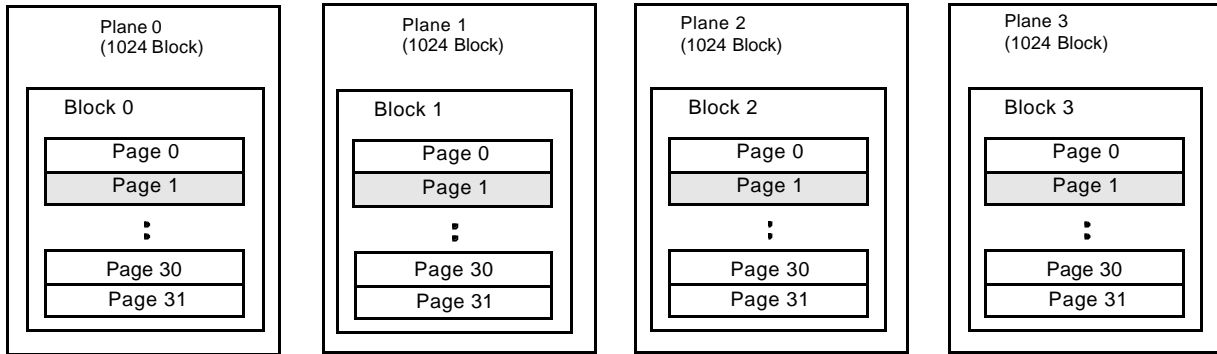 Plane 0
(1024 Block)
Block 0
Page 0
Page 1
Page 30
Page 31
Plane 1
(1024 Block)
Block 1
Page 0
Page 1
Page 30
Page 31
Plane 2
(1024 Block)
Block 2
Page 0
Page 1
Page 30
Page 31
Plane 3
(1024 Block)
Block 3
Page 0
Page 1
Page 30
Page 31